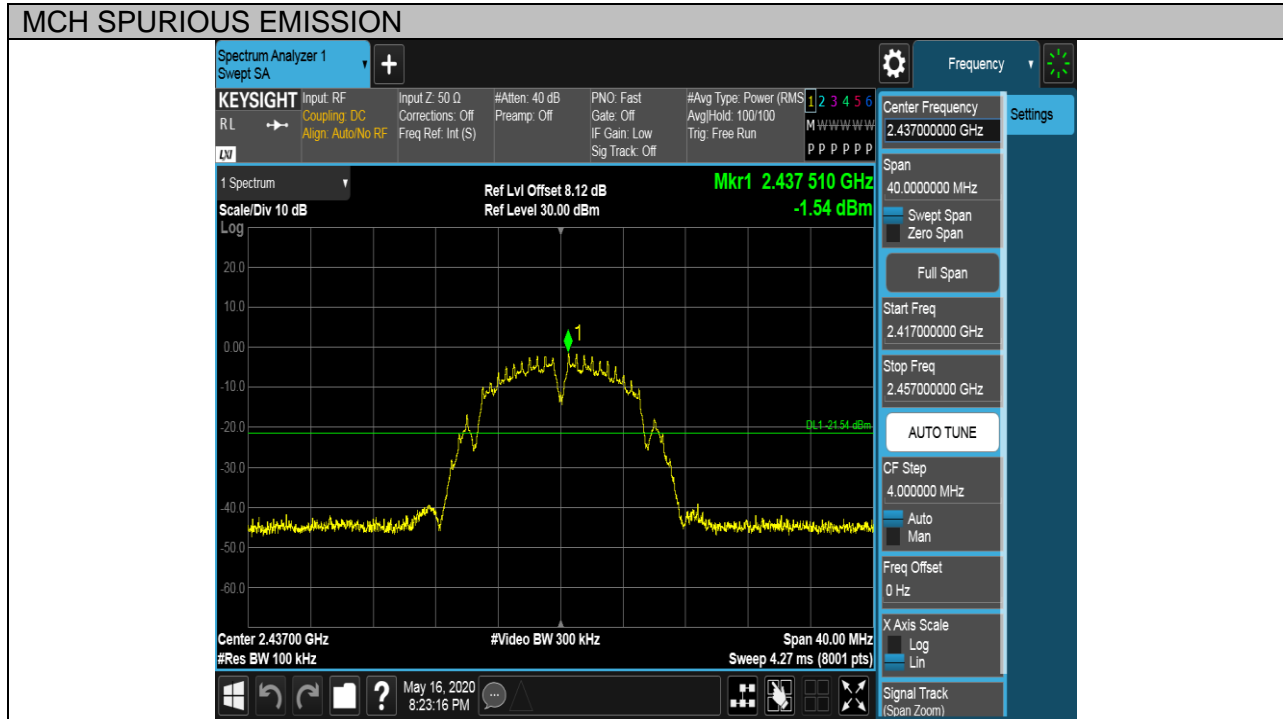 MCH SPURIOUS EMISSION
Spectrum Analyzer 1
Swept SA
+
Frequency
KEYSIGHT
RL
LXI
Input: RF
Coupling: DC
Align: Auto/No RF
Input Z: 50 Ω
Corrections: Off
Freq Ref: Int (S)
#Atten: 40 dB
Preamp: Off
PNO: Fast
Gate: Off
IF Gain: Low
Sig Track: Off
#Avg Type: Power (RMS
Avg|Hold: 100/100
Trig: Free Run
1 2 3 4 5 6
M W W W W W
P P P P P P
1 Spectrum
Scale/Div 10 dB
Ref Lvl Offset 8.12 dB
Ref Level 30.00 dBm
Mkr1 2.437 510 GHz
-1.54 dBm
Log
20.0
10.0
0.00
-10.0
-20.0
-30.0
-40.0
-50.0
-60.0
1
DL1 -21.54 dBm
Center 2.43700 GHz
#Res BW 100 kHz
#Video BW 300 kHz
Span 40.00 MHz
Sweep 4.27 ms (8001 pts)
?
May 16, 2020
8:23:16 PM
Center Frequency
2.437000000 GHz
Settings
Span
40.0000000 MHz
Swept Span
Zero Span
Full Span
Start Freq
2.417000000 GHz
Stop Freq
2.457000000 GHz
AUTO TUNE
CF Step
4.000000 MHz
Auto
Man
Freq Offset
0 Hz
X Axis Scale
Log
Lin
Signal Track
(Span Zoom)